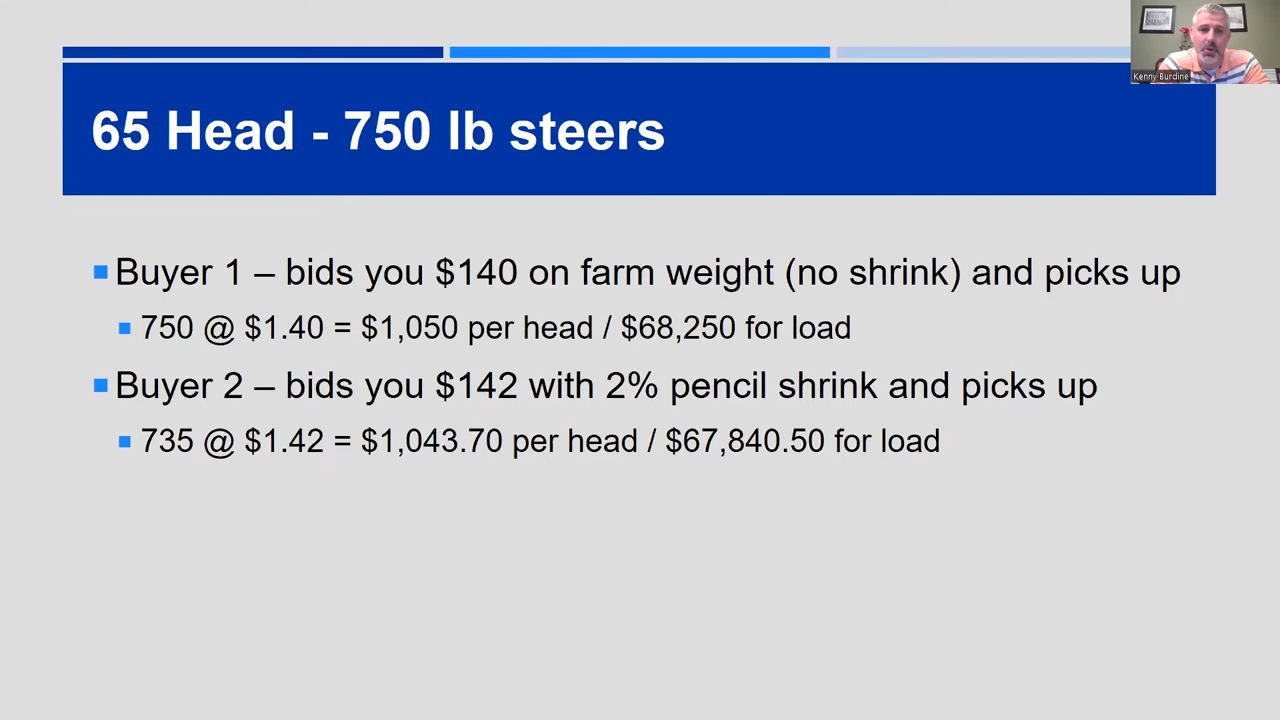 Kenny Burdine
65 Head - 750 lb steers
Buyer 1 – bids you $140 on farm weight (no shrink) and picks up
750 @ $1.40 = $1,050 per head / $68,250 for load
Buyer 2 – bids you $142 with 2% pencil shrink and picks up
735 @ $1.42 = $1,043.70 per head / $67,840.50 for load